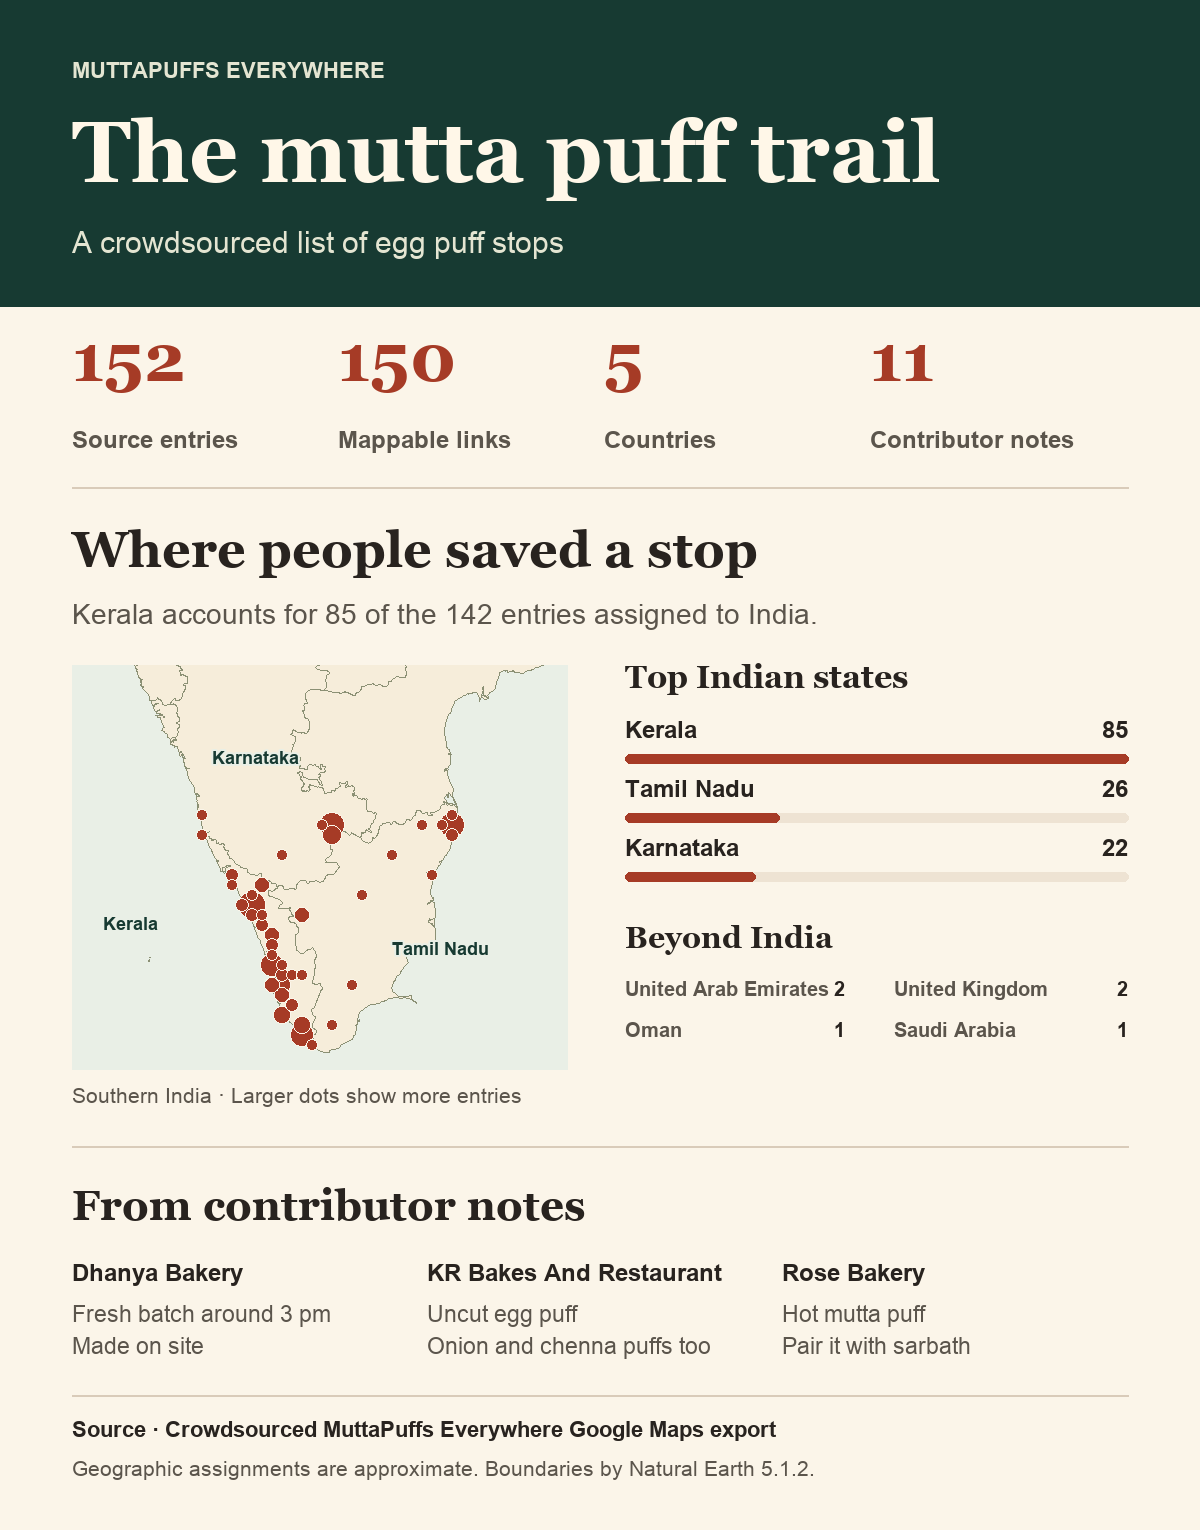 MUTTAPUFFS EVERYWHERE
The mutta puff trail
A crowdsourced list of egg puff stops
152
Source entries
150
Mappable links
5
Countries
11
Contributor notes
Where people saved a stop
Kerala accounts for 85 of the 142 entries assigned to India.
Karnataka
Kerala
Tamil Nadu
Southern India · Larger dots show more entries
Top Indian states
Kerala 85
Tamil Nadu 26
Karnataka 22
Beyond India
United Arab Emirates 2
United Kingdom 2
Oman 1
Saudi Arabia 1
From contributor notes
Dhanya Bakery
Fresh batch around 3 pm
Made on site
KR Bakes And Restaurant
Uncut egg puff
Onion and chenna puffs too
Rose Bakery
Hot mutta puff
Pair it with sarbath
Source · Crowdsourced MuttaPuffs Everywhere Google Maps export
Geographic assignments are approximate. Boundaries by Natural Earth 5.1.2.